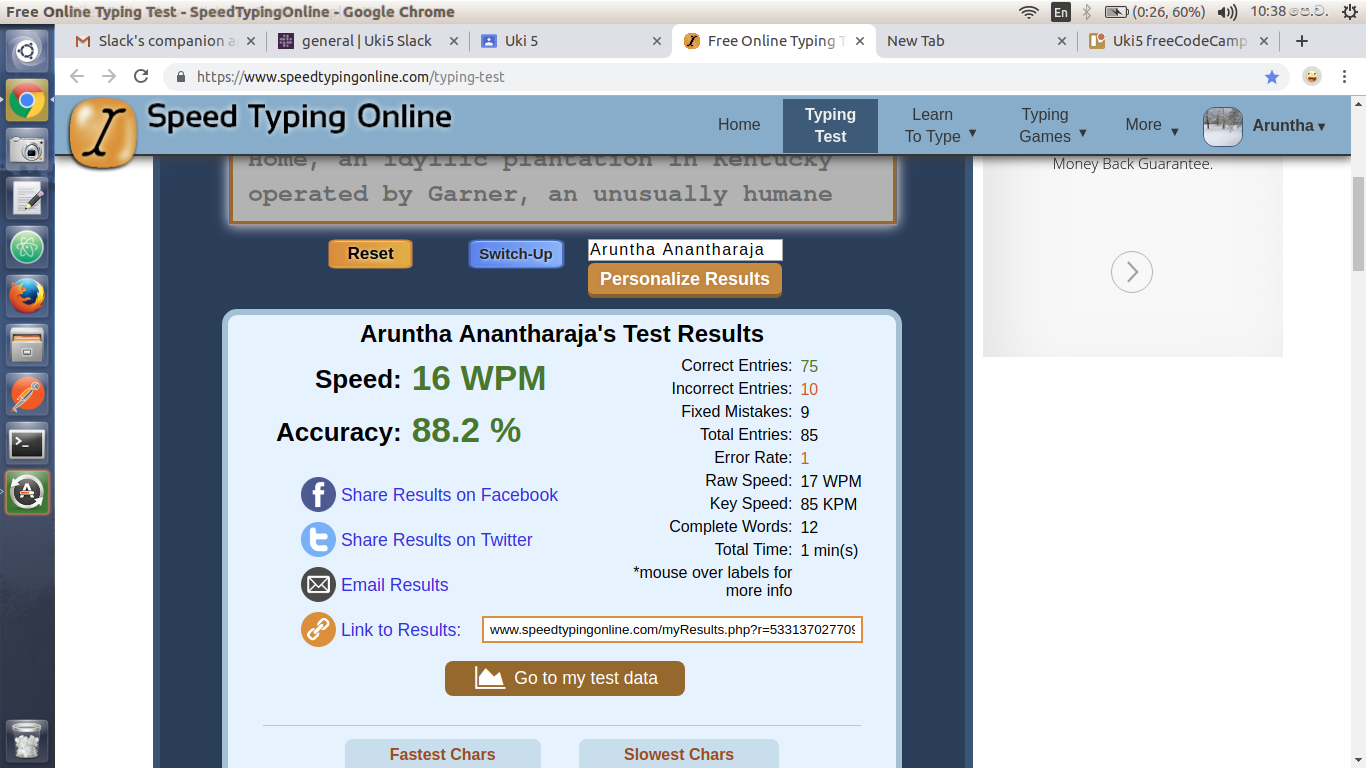 Free Online Typing Test - SpeedTypingOnline - Google Chrome
En (0:26, 60%) 10:38 පෙ.ව.
Slack's companion a
general | Uki5 Slack
Uki 5
Free Online Typing T
New Tab
Uki5 freeCodeCamp
https://www.speedtypingonline.com/typing-test
Speed Typing Online
Home
Typing
Test
Learn
To Type ▼
Typing
Games ▼
More ▼
Aruntha ▾
Home, an idyllic plantation in Kentucky
operated by Garner, an unusually humane
Money Back Guarantee.
Reset
Switch-Up
Aruntha Anantharaja
Personalize Results
Aruntha Anantharaja's Test Results
Speed: 16 WPM
Accuracy: 88.2 %
Correct Entries: 75
Incorrect Entries: 10
Fixed Mistakes: 9
Total Entries: 85
Error Rate: 1
Raw Speed: 17 WPM
Key Speed: 85 KPM
Complete Words: 12
Total Time: 1 min(s)
*mouse over labels for
more info
Share Results on Facebook
Share Results on Twitter
Email Results
Link to Results: www.speedtypingonline.com/myResults.php?r=533137027709
Go to my test data
Fastest Chars
Slowest Chars